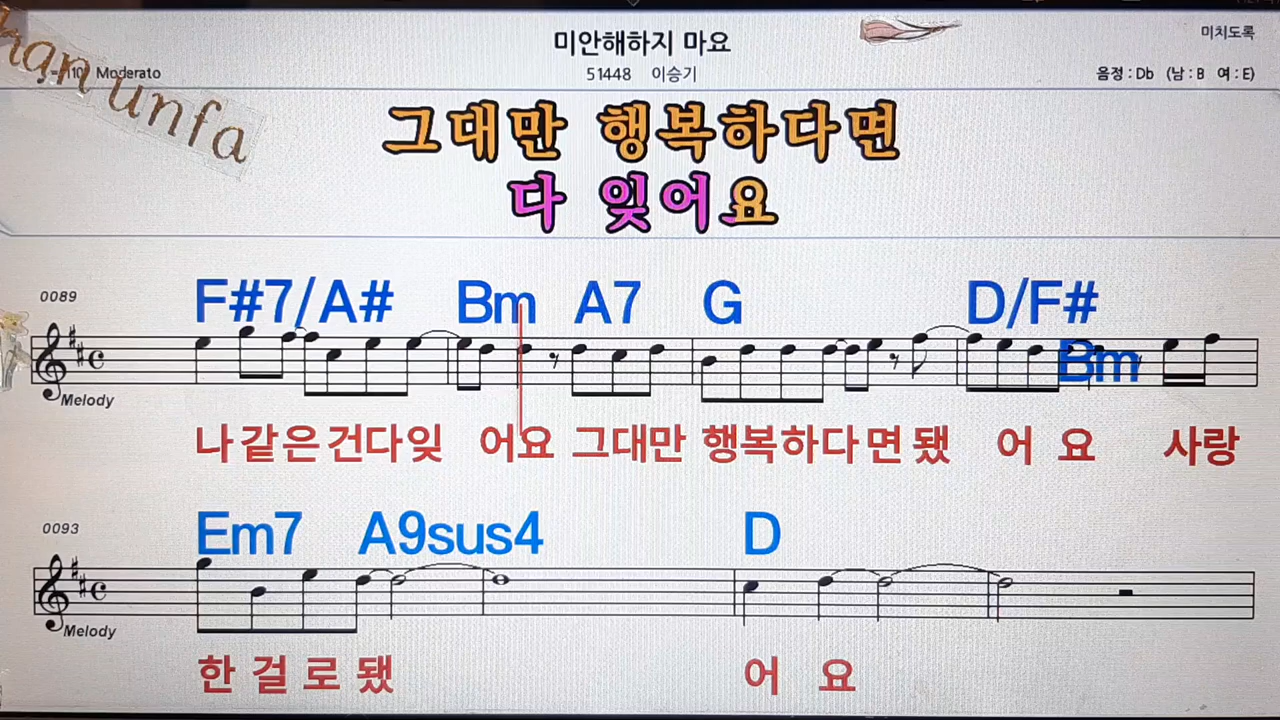 미안해하지 마요
미치도록
51448 이승기
음정 : Db (남 : B 여 : E)
Moderato
han unfa
그대만 행복하다면
다 잊어요
0089
F#7/A# Bm A7 G D/F# Bm
Melody
나같은건다잊 어요 그대만 행복하다면됐 어 요 사랑
0093
Em7 A9sus4 D
Melody
한걸로됐 어 요